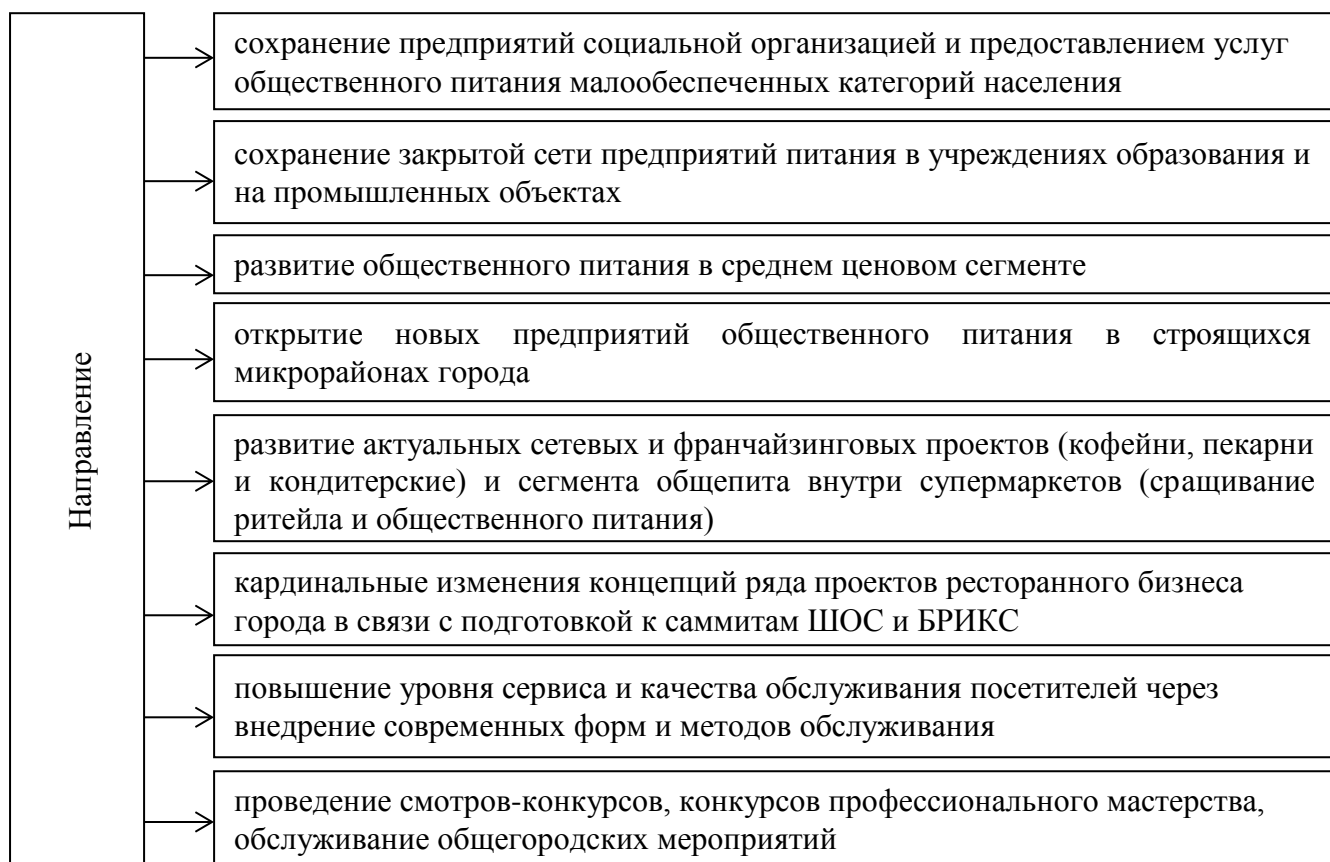 Направление
сохранение предприятий социальной организацией и предоставлением услуг
общественного питания малообеспеченных категорий населения
сохранение закрытой сети предприятий питания в учреждениях образования и
на промышленных объектах
развитие общественного питания в среднем ценовом сегменте
открытие новых предприятий общественного питания в строящихся
микрорайонах города
развитие актуальных сетевых и франчайзинговых проектов (кофейни, пекарни
и кондитерские) и сегмента общепита внутри супермаркетов (сращивание
ритейла и общественного питания)
кардинальные изменения концепций ряда проектов ресторанного бизнеса
города в связи с подготовкой к саммитам ШОС и БРИКС
повышение уровня сервиса и качества обслуживания посетителей через
внедрение современных форм и методов обслуживания
проведение смотров-конкурсов, конкурсов профессионального мастерства,
обслуживание общегородских мероприятий